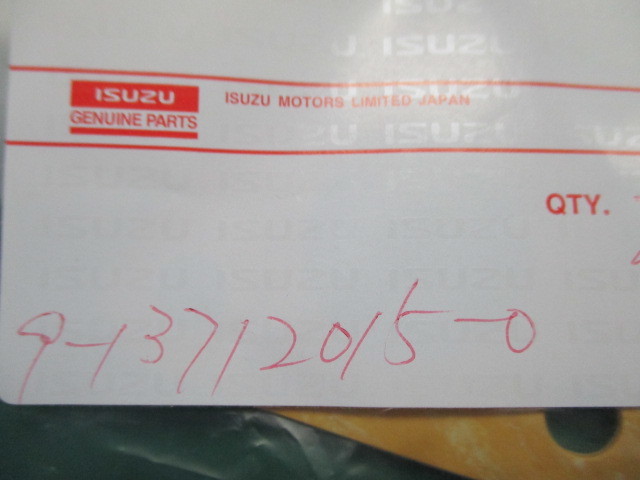 ISUZU
GENUINE PARTS
ISUZU MOTORS LIMITED JAPAN
QTY.
9-13712015-0